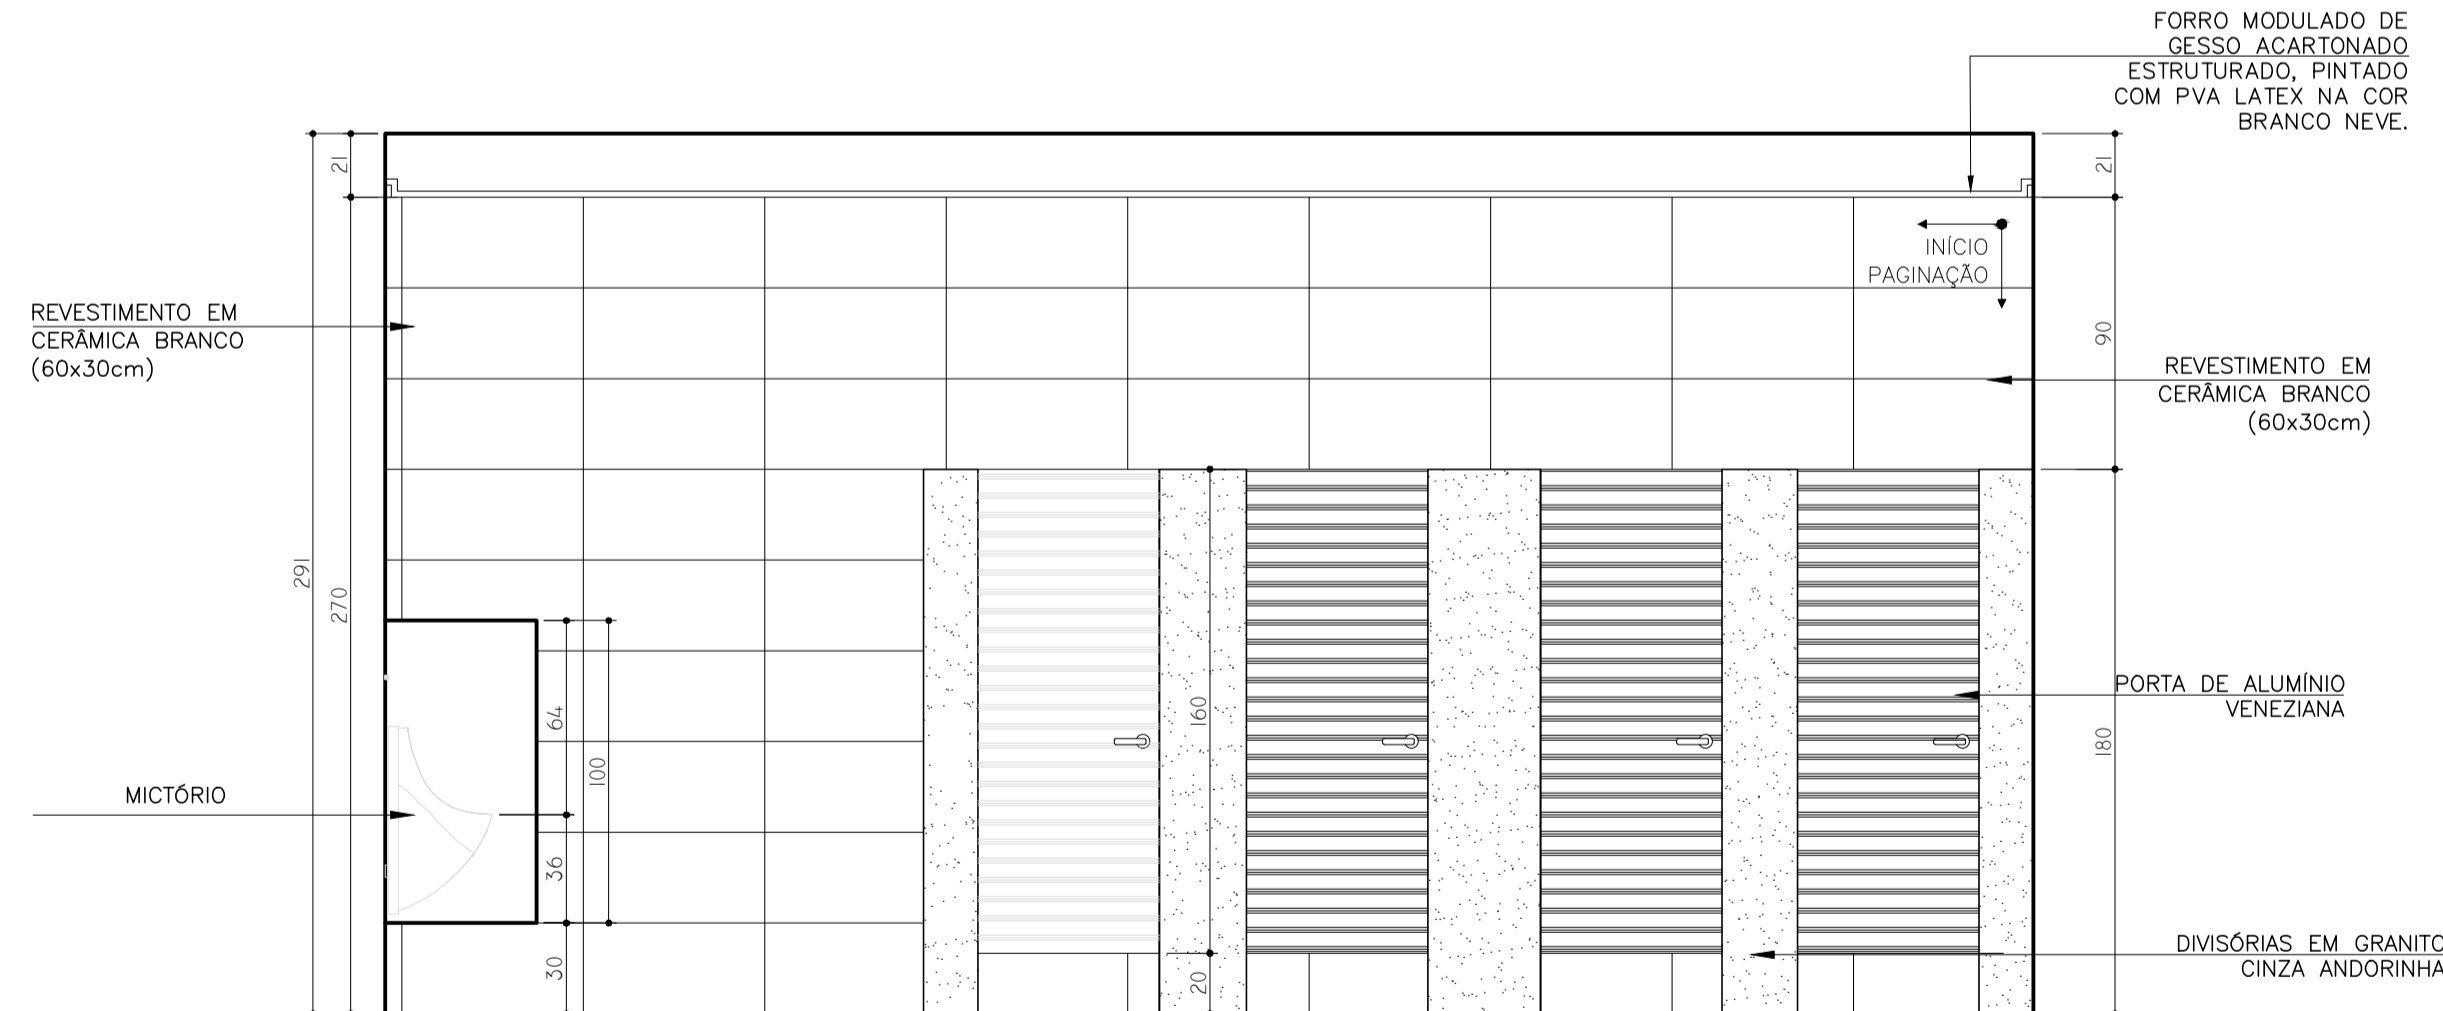 FORRO MODULADO DE
GESSO ACARTONADO
ESTRUTURADO, PINTADO
COM PVA LATEX NA COR
BRANCO NEVE.
21
21
INÍCIO
PAGINAÇÃO
REVESTIMENTO EM
CERÂMICA BRANCO
(60x30cm)
90
REVESTIMENTO EM
CERÂMICA BRANCO
(60x30cm)
291
270
PORTA DE ALUMÍNIO
VENEZIANA
64
160
180
100
MICTÓRIO
36
DIVISÓRIAS EM GRANITO
CINZA ANDORINHA
30
20